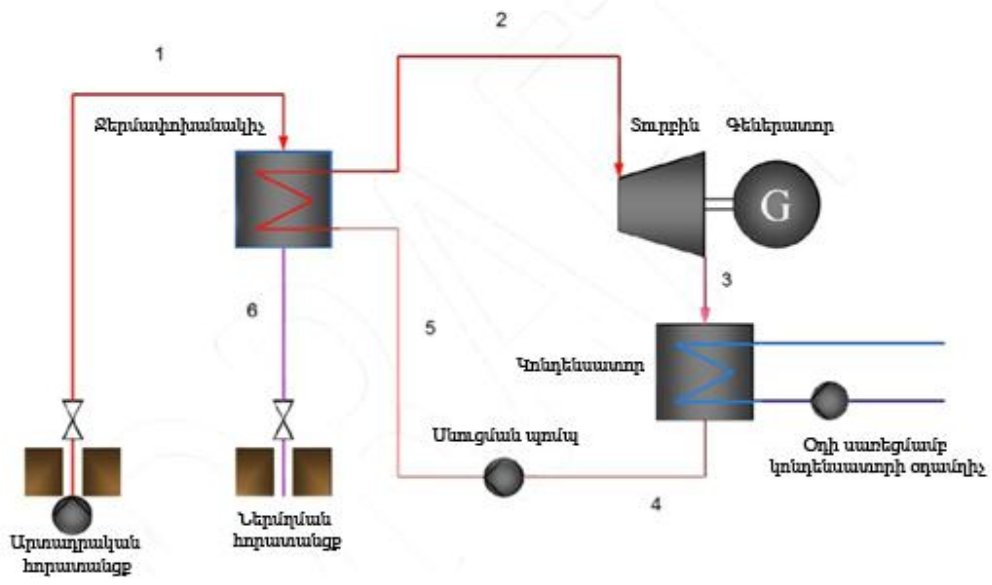 1
2
Ջերմափոխանակիչ
Տուրբին Գեներատոր
G
3
6
5
Կոնդենսատոր
Սնուցման պոմպ
Օդի սառեցմամբ
կոնդենսատորի օդամղիչ
4
Արտադրական
հորատանցք
Ներմղման
հորատանցք